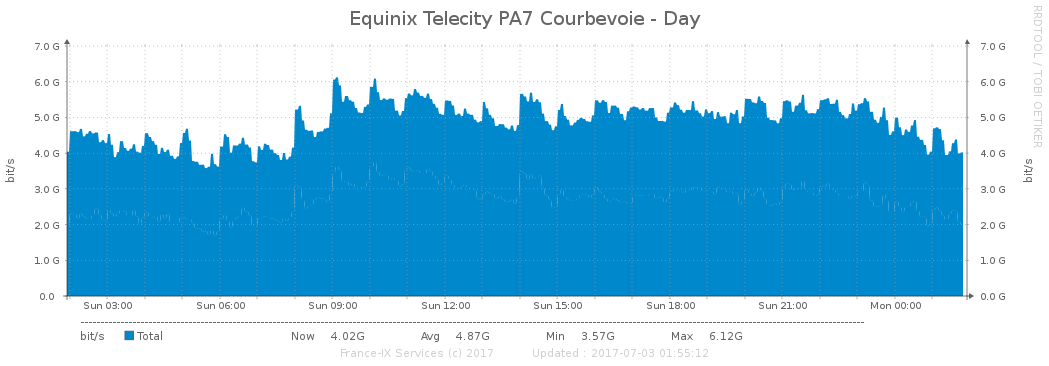 Equinix Telecity PA7 Courbevoie - Day
RRDTOOL / TOBI OETIKER
7.0 G 7.0 G
6.0 G 6.0 G
5.0 G 5.0 G
4.0 G 4.0 G
3.0 G 3.0 G
2.0 G 2.0 G
1.0 G 1.0 G
0.0 0.0 G
bit/s
bit/s
Sun 03:00 Sun 06:00 Sun 09:00 Sun 12:00 Sun 15:00 Sun 18:00 Sun 21:00 Mon 00:00
bit/s Total Now 4.02G Avg 4.87G Min 3.57G Max 6.12G
France-IX Services (c) 2017 Updated : 2017-07-03 01:55:12